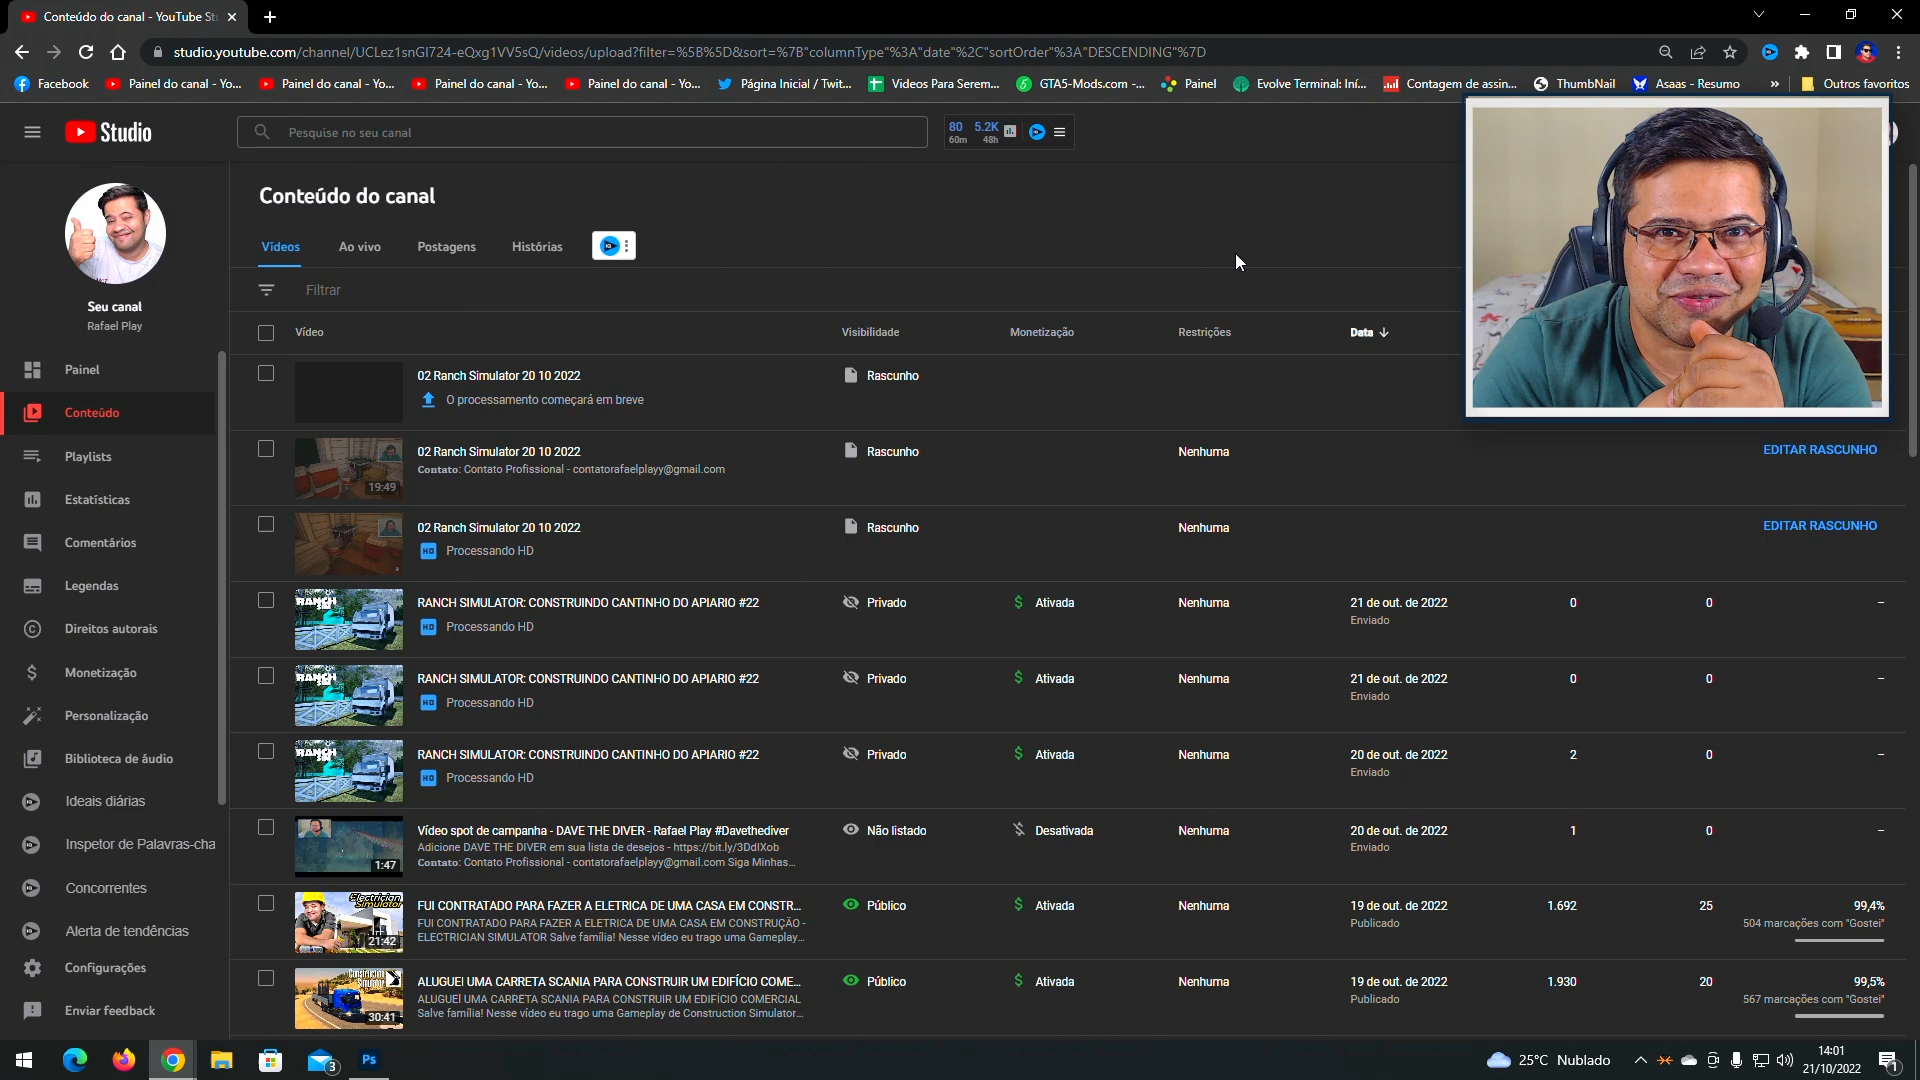 Conteúdo do canal - YouTube St
studio.youtube.com/channel/UCLez1snGI724-eQxg1VV5sQ/videos/upload?filter=%5B%5D&sort=%7B"columnType"%3A"date"%2C"sortOrder"%3A"DESCENDING"%7D
Facebook
Painel do canal - Yo...
Painel do canal - Yo...
Painel do canal - Yo...
Painel do canal - Yo...
Página Inicial / Twit...
Videos Para Serem...
GTA5-Mods.com -...
Painel
Evolve Terminal: Iní...
Contagem de assin...
ThumbNail
Asaas - Resumo
»
Outros favoritos
Studio
Pesquise no seu canal
80 5.2K
60m 48h
Seu canal
Rafael Play
Painel
Conteúdo
Playlists
Estatísticas
Comentários
Legendas
Direitos autorais
Monetização
Personalização
Biblioteca de áudio
Ideais diárias
Inspetor de Palavras-cha
Concorrentes
Alerta de tendências
Configurações
Enviar feedback
Conteúdo do canal
Vídeos
Ao vivo
Postagens
Histórias
Filtrar
Vídeo
Visibilidade
Monetização
Restrições
Data
02 Ranch Simulator 20 10 2022
O processamento começará em breve
Rascunho
19:49
02 Ranch Simulator 20 10 2022
Contato: Contato Profissional - contatorafaelplayy@gmail.com
Rascunho
Nenhuma
EDITAR RASCUNHO
02 Ranch Simulator 20 10 2022
HD Processando HD
Rascunho
Nenhuma
EDITAR RASCUNHO
RANCH
SIM
RANCH SIMULATOR: CONSTRUINDO CANTINHO DO APIARIO #22
HD Processando HD
Privado
Ativada
Nenhuma
21 de out. de 2022
Enviado
0
0
–
RANCH
SIM
RANCH SIMULATOR: CONSTRUINDO CANTINHO DO APIARIO #22
HD Processando HD
Privado
Ativada
Nenhuma
21 de out. de 2022
Enviado
0
0
–
RANCH
SIM
RANCH SIMULATOR: CONSTRUINDO CANTINHO DO APIARIO #22
HD Processando HD
Privado
Ativada
Nenhuma
20 de out. de 2022
Enviado
2
0
–
1:47
Vídeo spot de campanha - DAVE THE DIVER - Rafael Play #Davethediver
Adicione DAVE THE DIVER em sua lista de desejos - https://bit.ly/3DdIXob
Contato: Contato Profissional - contatorafaelplayy@gmail.com Siga Minhas...
Não listado
Desativada
Nenhuma
20 de out. de 2022
Enviado
1
0
–
Electrician
Simulator
21:42
FUI CONTRATADO PARA FAZER A ELETRICA DE UMA CASA EM CONSTR...
FUI CONTRATADO PARA FAZER A ELETRICA DE UMA CASA EM CONSTRUÇÃO -
ELECTRICIAN SIMULATOR Salve família! Nesse vídeo eu trago uma Gameplay...
Público
Ativada
Nenhuma
19 de out. de 2022
Publicado
1.692
25
99,4%
504 marcações com "Gostei"
Construction
Simulator
30:41
ALUGUEI UMA CARRETA SCANIA PARA CONSTRUIR UM EDIFÍCIO COME...
ALUGUEI UMA CARRETA SCANIA PARA CONSTRUIR UM EDIFÍCIO COMERCIAL
Salve família! Nesse vídeo eu trago uma Gameplay de Construction Simulator...
Público
Ativada
Nenhuma
19 de out. de 2022
Publicado
1.930
20
99,5%
567 marcações com "Gostei"
3
Ps
25°C Nublado
14:01
21/10/2022
1